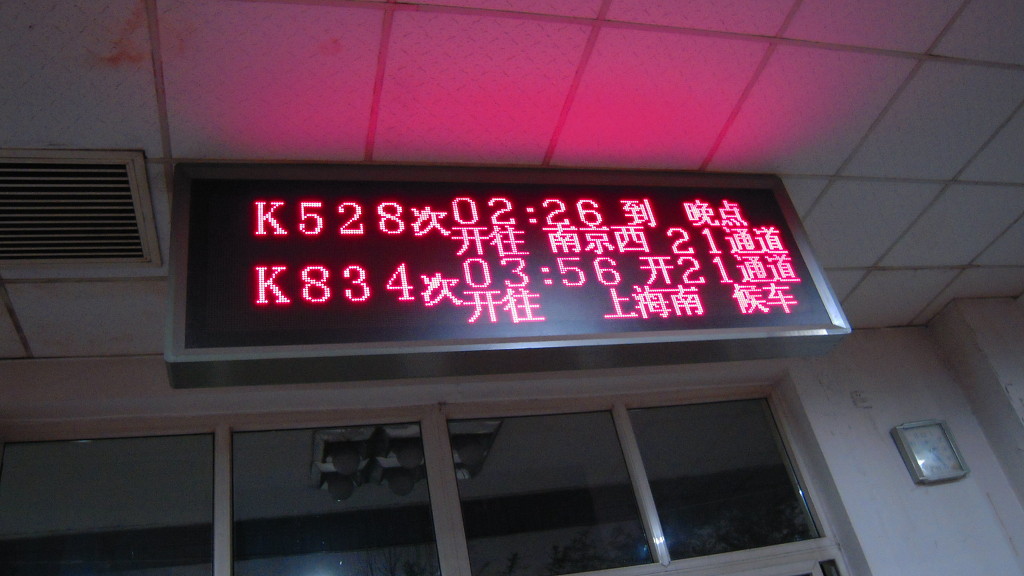 K528次02:26 到 晚点
开往 南京西 21通道
K834次03:56 开21通道
开往 上海南 候车